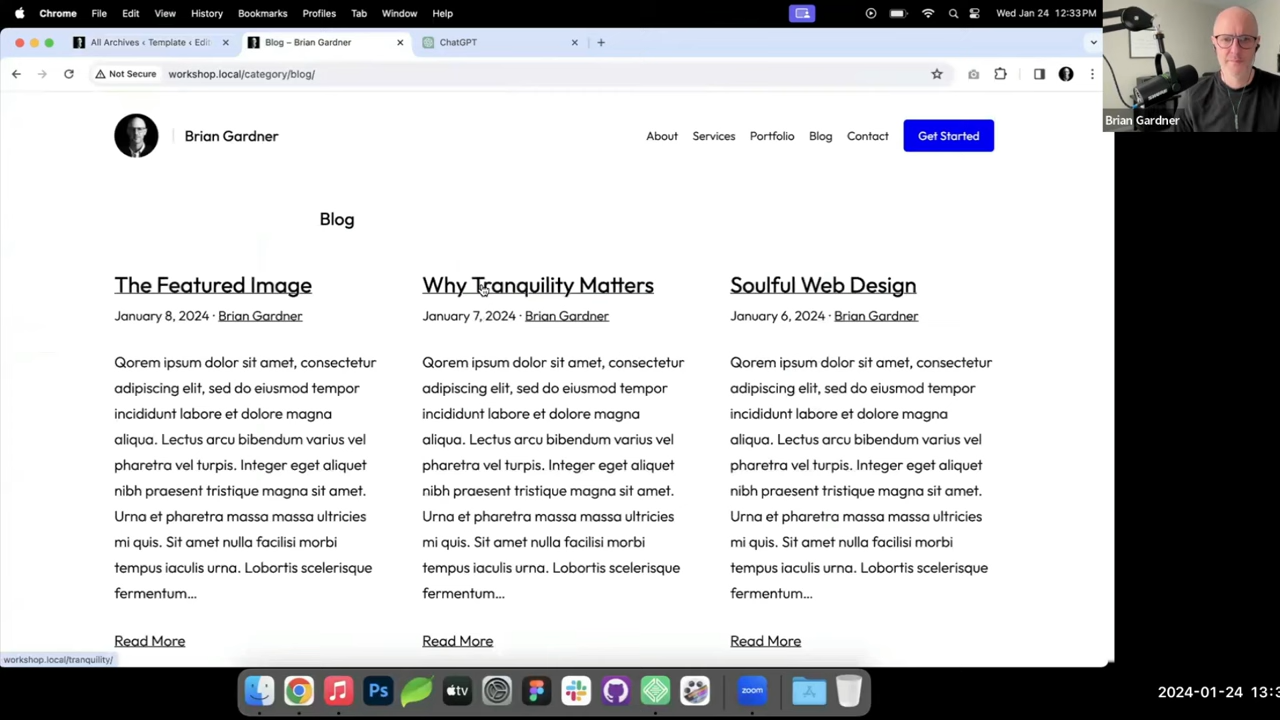 Chrome File Edit View History Bookmarks Profiles Tab Window Help Wed Jan 24 12:33 PM
All Archives ‹ Template ‹ Edit Blog – Brian Gardner ChatGPT
Not Secure workshop.local/category/blog/
Brian Gardner
Brian Gardner About Services Portfolio Blog Contact Get Started
Blog
The Featured Image
January 8, 2024 · Brian Gardner
Qorem ipsum dolor sit amet, consectetur
adipiscing elit, sed do eiusmod tempor
incididunt labore et dolore magna
aliqua. Lectus arcu bibendum varius vel
pharetra vel turpis. Integer eget aliquet
nibh praesent tristique magna sit amet.
Urna et pharetra massa massa ultricies
mi quis. Sit amet nulla facilisi morbi
tempus iaculis urna. Lobortis scelerisque
fermentum…
Read More
Why Tranquility Matters
January 7, 2024 · Brian Gardner
Qorem ipsum dolor sit amet, consectetur
adipiscing elit, sed do eiusmod tempor
incididunt labore et dolore magna
aliqua. Lectus arcu bibendum varius vel
pharetra vel turpis. Integer eget aliquet
nibh praesent tristique magna sit amet.
Urna et pharetra massa massa ultricies
mi quis. Sit amet nulla facilisi morbi
tempus iaculis urna. Lobortis scelerisque
fermentum…
Read More
Soulful Web Design
January 6, 2024 · Brian Gardner
Qorem ipsum dolor sit amet, consectetur
adipiscing elit, sed do eiusmod tempor
incididunt labore et dolore magna
aliqua. Lectus arcu bibendum varius vel
pharetra vel turpis. Integer eget aliquet
nibh praesent tristique magna sit amet.
Urna et pharetra massa massa ultricies
mi quis. Sit amet nulla facilisi morbi
tempus iaculis urna. Lobortis scelerisque
fermentum…
Read More
workshop.local/tranquility/
Ps tv zoom
2024-01-24 13:3